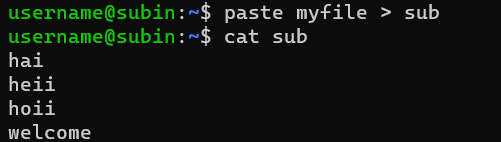 username@subin:~$ paste myfile > sub
username@subin:~$ cat sub
hai
heii
hoii
welcome